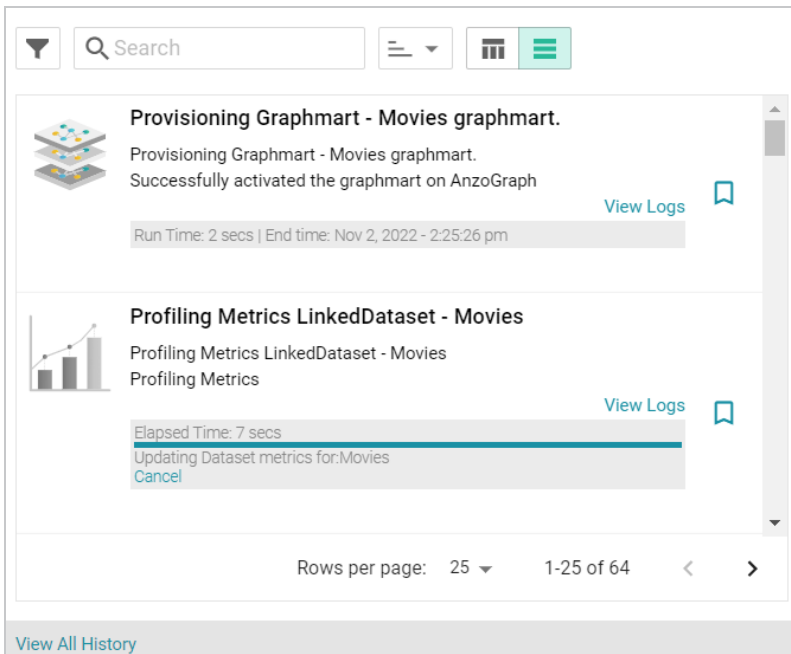 Search
Provisioning Graphmart - Movies graphmart.
Provisioning Graphmart - Movies graphmart.
Successfully activated the graphmart on AnzoGraph
View Logs
Run Time: 2 secs | End time: Nov 2, 2022 - 2:25:26 pm
Profiling Metrics LinkedDataset - Movies
Profiling Metrics LinkedDataset - Movies
Profiling Metrics
View Logs
Elapsed Time: 7 secs
Updating Dataset metrics for:Movies
Cancel
Rows per page: 25 1-25 of 64
View All History